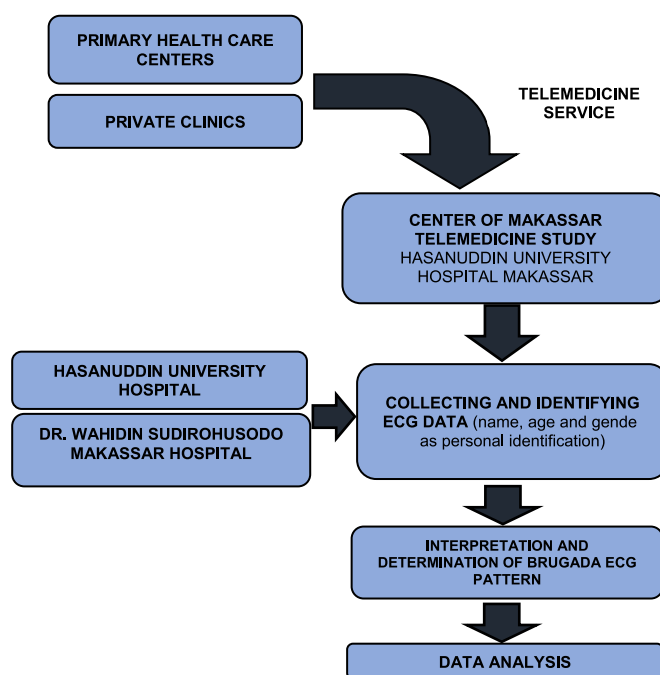 PRIMARY HEALTH CARE
CENTERS
PRIVATE CLINICS
TELEMEDICINE
SERVICE
CENTER OF MAKASSAR
TELEMEDICINE STUDY
HASANUDDIN UNIVERSITY
HOSPITAL MAKASSAR
HASANUDDIN UNIVERSITY
HOSPITAL
DR. WAHIDIN SUDIROHUSODO
MAKASSAR HOSPITAL
COLLECTING AND IDENTIFYING
ECG DATA (name, age and gende
as personal identification)
INTERPRETATION AND
DETERMINATION OF BRUGADA ECG
PATTERN
DATA ANALYSIS